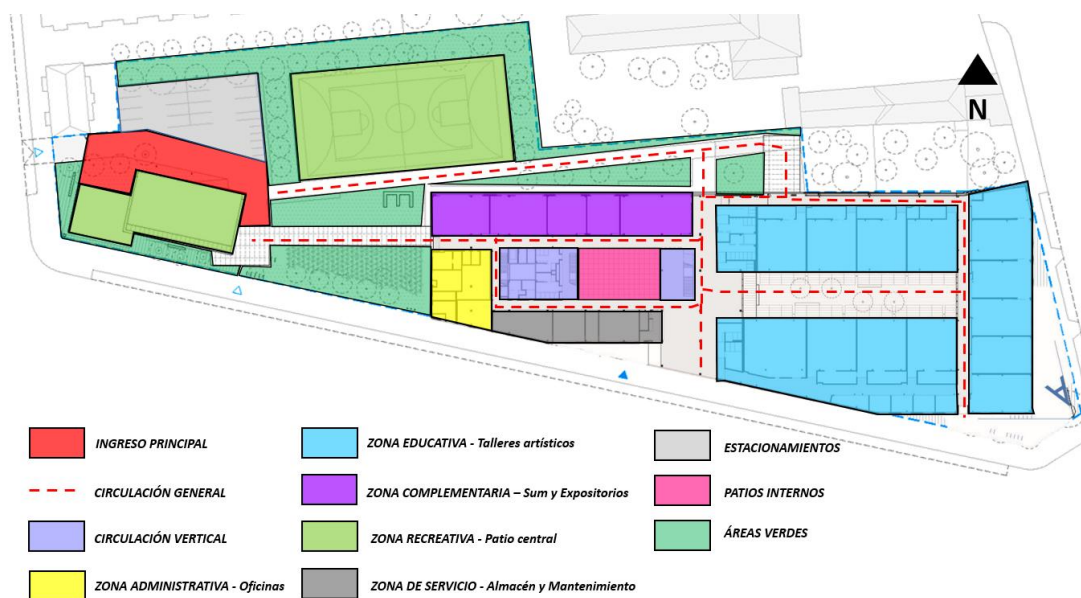 N
INGRESO PRINCIPAL
CIRCULACIÓN GENERAL
CIRCULACIÓN VERTICAL
ZONA ADMINISTRATIVA - Oficinas
ZONA EDUCATIVA - Talleres artísticos
ZONA COMPLEMENTARIA – Sum y Expositorios
ZONA RECREATIVA - Patio central
ZONA DE SERVICIO - Almacén y Mantenimiento
ESTACIONAMIENTOS
PATIOS INTERNOS
ÁREAS VERDES